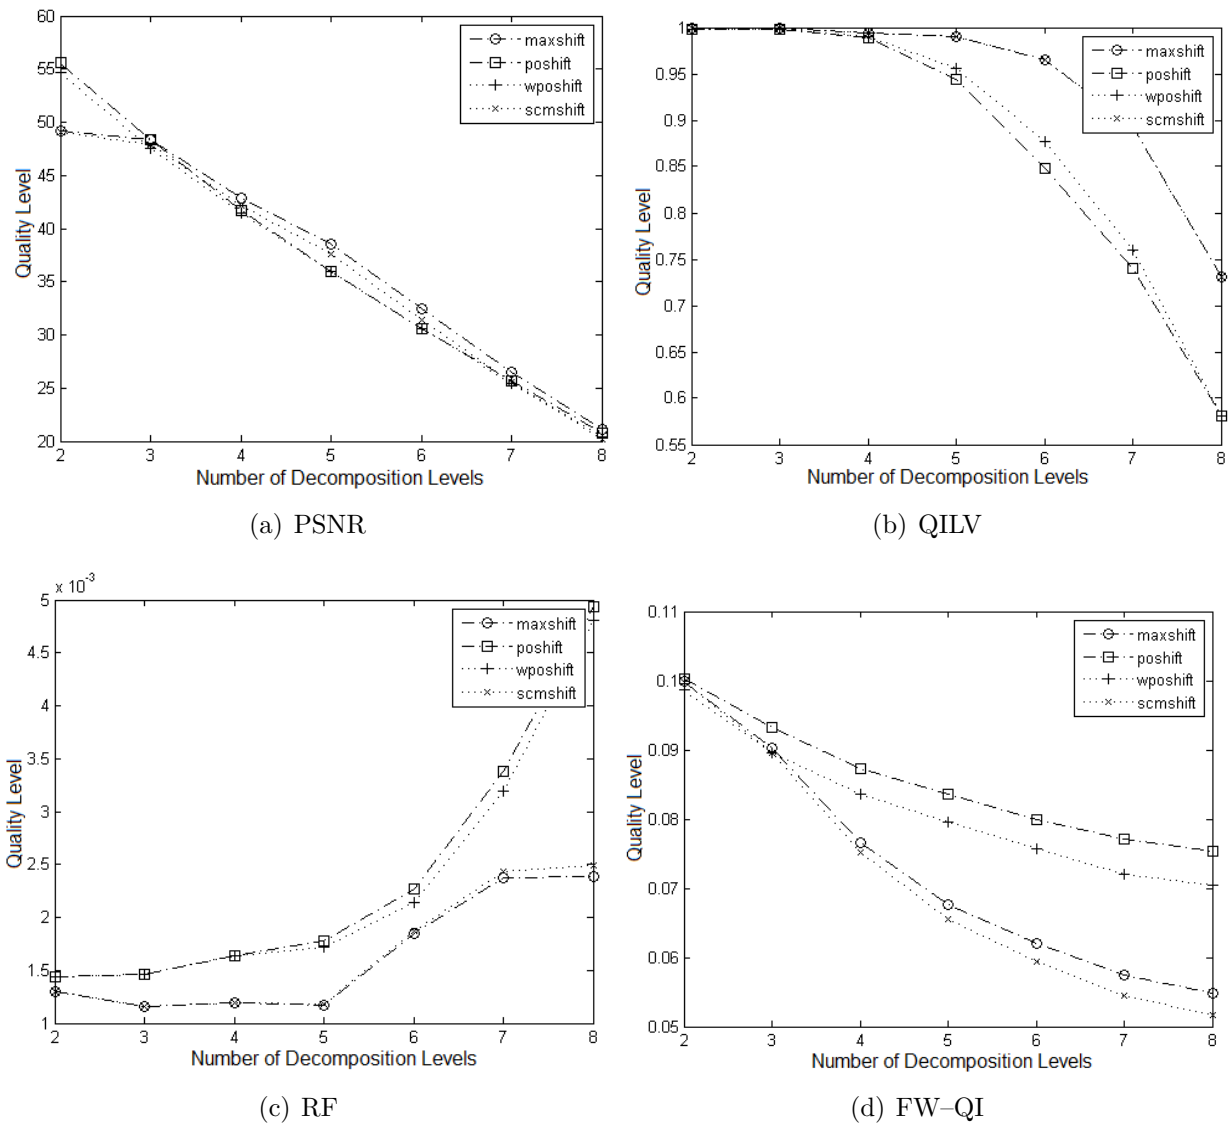 60
55
50
45
40
35
30
25
20
Quality Level
maxshift
poshift
wposhift
scmshift
2 3 4 5 6 7 8
Number of Decomposition Levels
(a) PSNR
1
0.95
0.9
0.85
0.8
0.75
0.7
0.65
0.6
0.55
Quality Level
maxshift
poshift
wposhift
scmshift
2 3 4 5 6 7 8
Number of Decomposition Levels
(b) QILV
x 10-3
5
4.5
4
3.5
3
2.5
2
1.5
1
Quality Level
maxshift
poshift
wposhift
scmshift
2 3 4 5 6 7 8
Number of Decomposition Levels
(c) RF
0.11
0.1
0.09
0.08
0.07
0.06
0.05
Quality Level
maxshift
poshift
wposhift
scmshift
2 3 4 5 6 7 8
Number of Decomposition Levels
(d) FW–QI